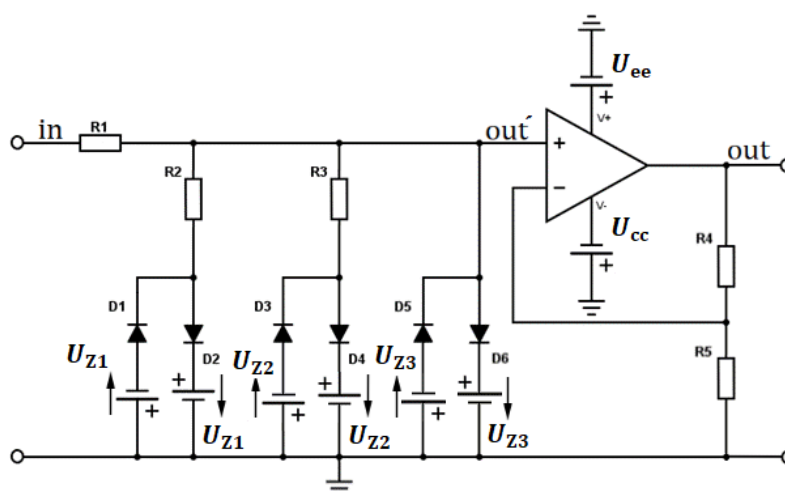 U_ee
+
V+
in
R1
out´
+
out
R2
R3
−
V-
U_cc
+
R4
D1
D3
D5
U_Z1
D2
U_Z2
D4
U_Z3
D6
R5
+
+
+
+
+
+
U_Z1
U_Z2
U_Z3